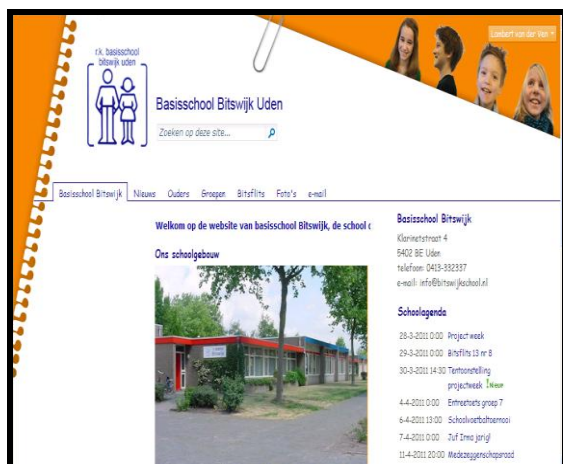 Lambert van der Ven
r.k. basisschool
bitswijk uden
Basisschool Bitswijk Uden
Zoeken op deze site...
Basisschool Bitswijk Nieuws Ouders Groepen Bitsflits Foto's e-mail
Welkom op de website van basisschool Bitswijk, de school
Ons schoolgebouw
Basisschool Bitswijk
Klarinetstraat 4
5402 BE Uden
telefoon: 0413-332337
e-mail: info@bitswijkschool.nl
Schoolagenda
28-3-2011 0:00 Project week
29-3-2011 0:00 Bitsflits 13 nr 8
30-3-2011 14:30 Tentoonstelling
projectweek ! Nieuw
4-4-2011 0:00 Entreetoets groep 7
6-4-2011 13:00 Schoolvoetbaltoernooi
7-4-2011 0:00 Juf Irma jarig!
11-4-2011 20:00 Medezeggenschapsraad